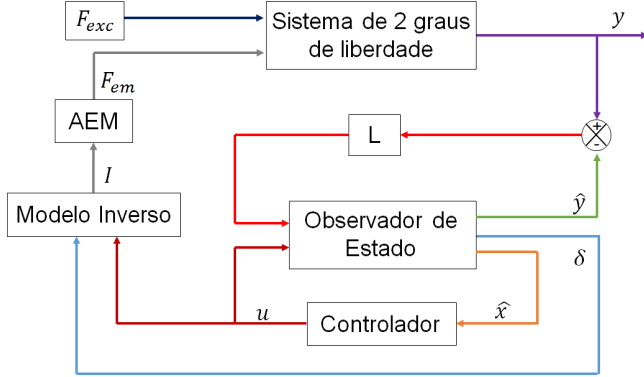 F_exc
Sistema de 2 graus
de liberdade
y
F_em
AEM
L
+
-
I
Modelo Inverso
Observador de
Estado
ŷ
δ
x̂
u
Controlador